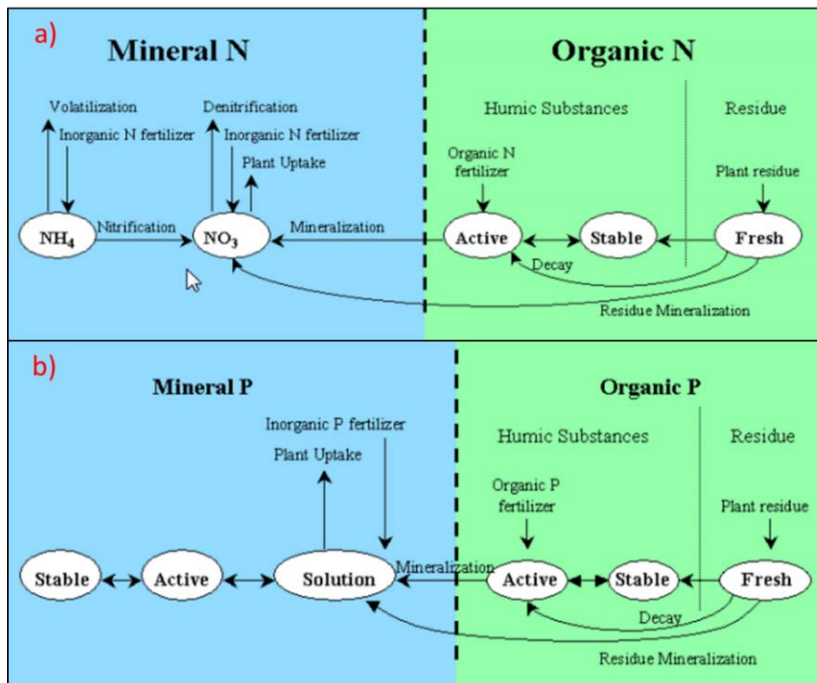 a)
Mineral N
Organic N
Volatilization
Denitrification
Humic Substances
Residue
Inorganic N fertilizer
Inorganic N fertilizer
Plant Uptake
Organic N
fertilizer
Plant residue
NH4
Nitrification
NO3
Mineralization
Active
Stable
Fresh
Decay
Residue Mineralization
b)
Mineral P
Organic P
Inorganic P fertilizer
Plant Uptake
Humic Substances
Residue
Organic P
fertilizer
Plant residue
Stable
Active
Solution
Mineralization
Active
Stable
Fresh
Decay
Residue Mineralization